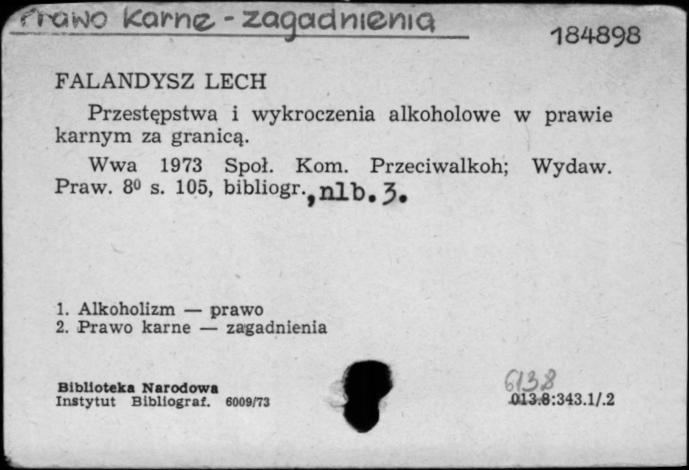 Prawo karne - zagadnienia
184898
FALANDYSZ LECH
Przestępstwa i wykroczenia alkoholowe w prawie
karnym za granicą.
Wwa 1973 Społ. Kom. Przeciwalkoh; Wydaw.
Praw. 8⁰ s. 105, bibliogr., nlb. 3.
1. Alkoholizm — prawo
2. Prawo karne — zagadnienia
613.8
Biblioteka Narodowa
Instytut Bibliograf. 6009/73
013.8:343.1/.2